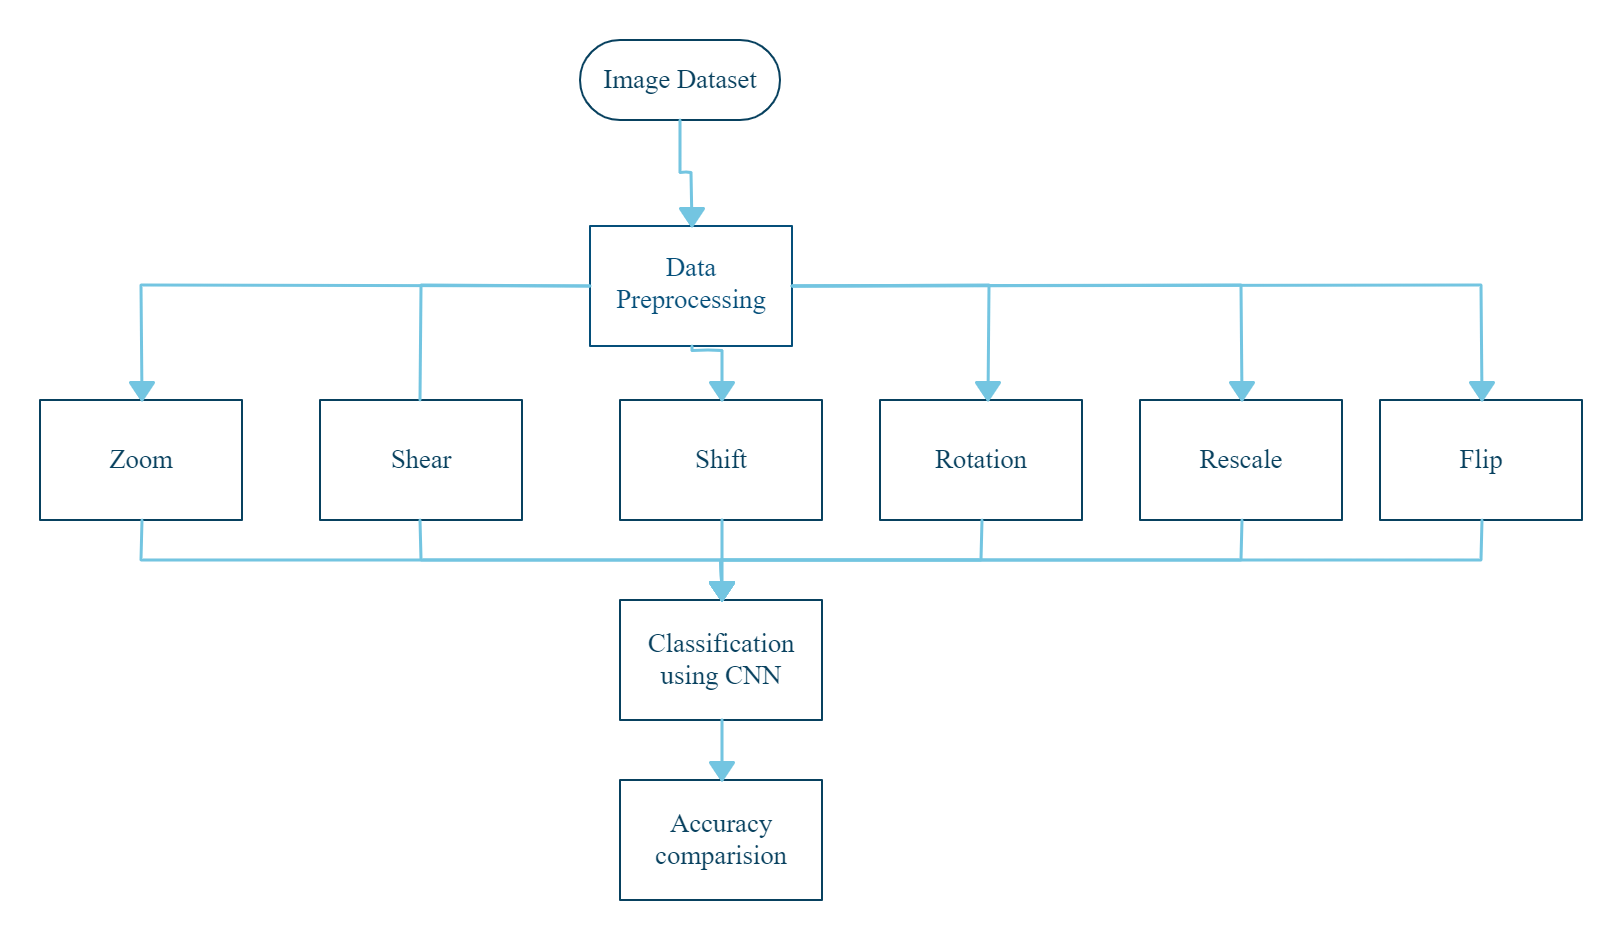 Image Dataset
Data
Preprocessing
Zoom
Shear
Shift
Rotation
Rescale
Flip
Classification
using CNN
Accuracy
comparision